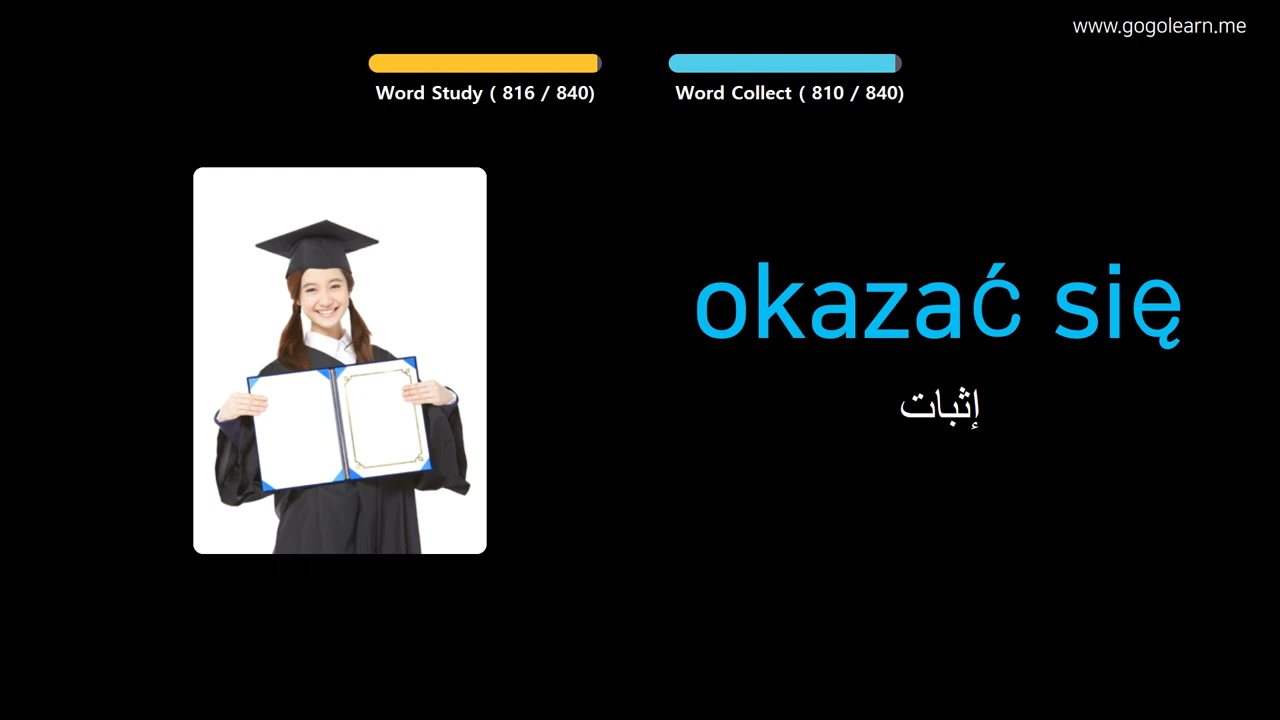 www.gogolearn.me
Word Study ( 816 / 840)
Word Collect ( 810 / 840)
okazać się
إثبات